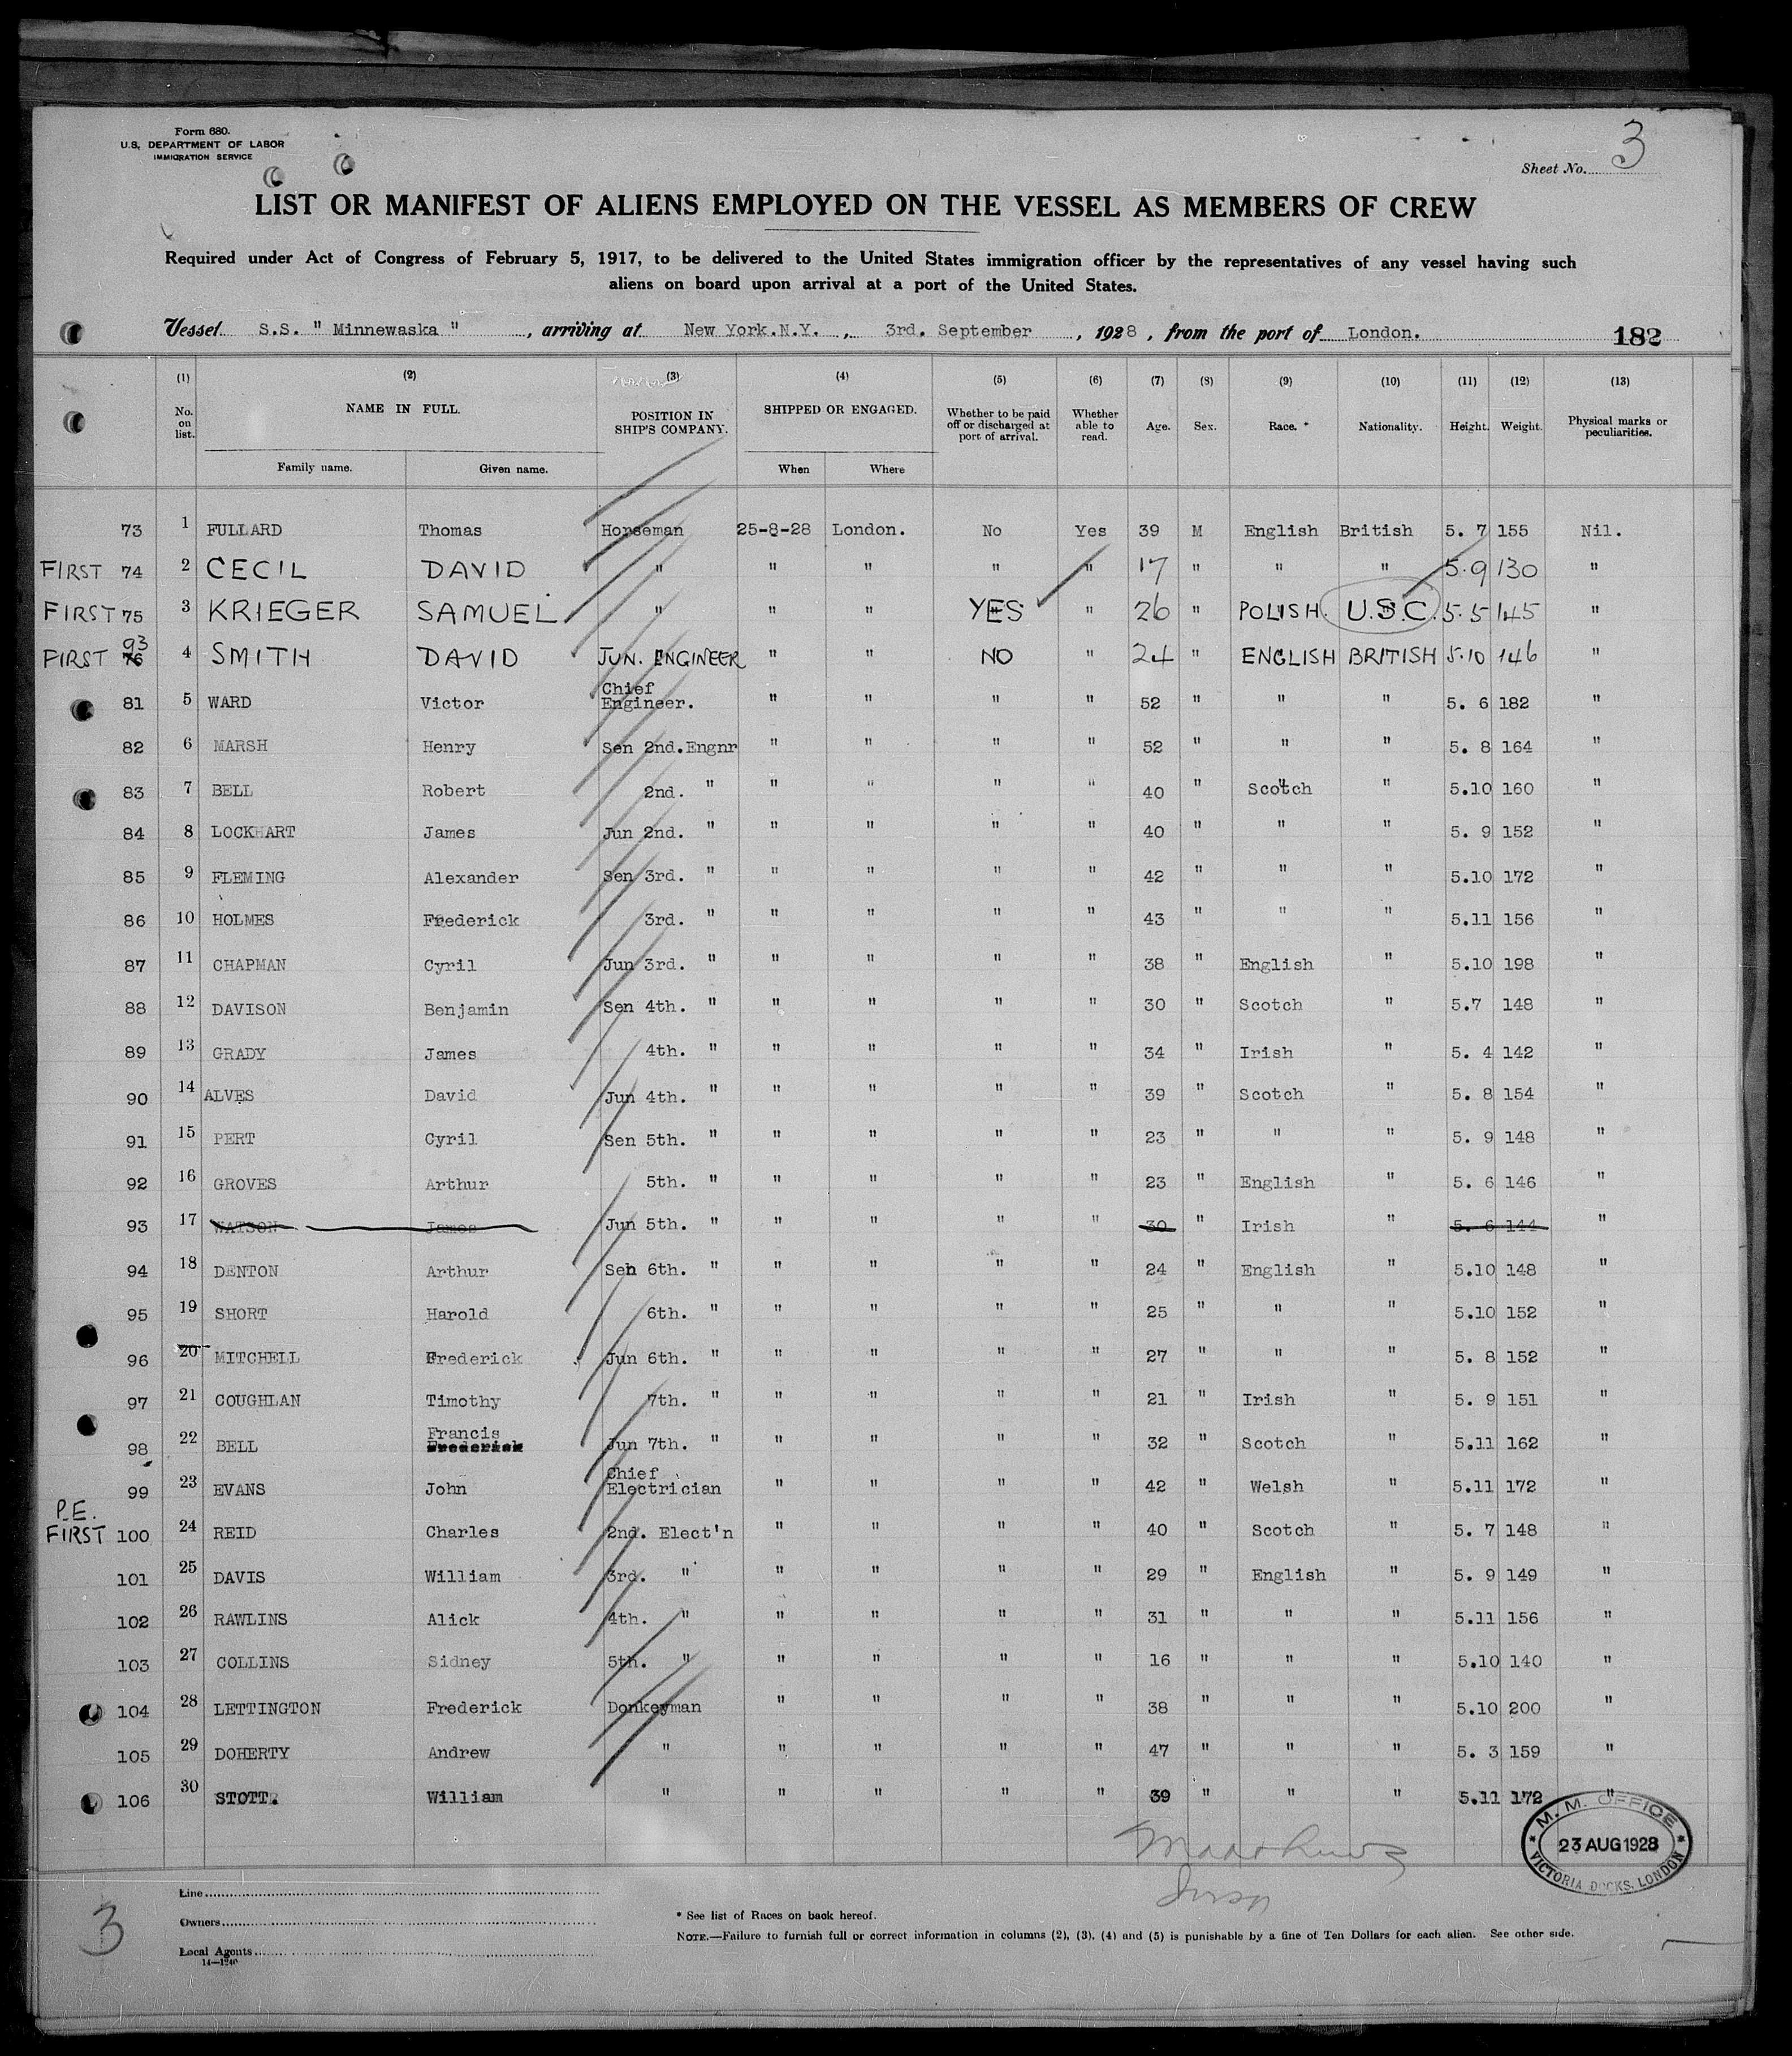 Form 680.
U.S. DEPARTMENT OF LABOR
IMMIGRATION SERVICE
Sheet No. 3
LIST OR MANIFEST OF ALIENS EMPLOYED ON THE VESSEL AS MEMBERS OF CREW
Required under Act of Congress of February 5, 1917, to be delivered to the United States immigration officer by the representatives of any vessel having such
aliens on board upon arrival at a port of the United States.
Vessel S.S. " Minnewaska " , arriving at New York.N.Y. , 3rd. September , 1928 , from the port of London. 182
(1) (2) (3) (4) (5) (6) (7) (8) (9) (10) (11) (12) (13)
No. on list. NAME IN FULL. POSITION IN SHIP'S COMPANY. SHIPPED OR ENGAGED. Whether to be paid off or discharged at port of arrival. Whether able to read. Age. Sex. Race. * Nationality. Height. Weight. Physical marks or peculiarities.
Family name. Given name. When Where
73 1 FULLARD Thomas Horseman 25-8-28 London. No Yes 39 M English British 5. 7 155 Nil.
FIRST 74 2 CECIL DAVID " " " " " 17 " " " 5.9 130 "
FIRST 75 3 KRIEGER SAMUEL " " " YES " 26 " POLISH. U.S.C. 5.5 145 "
93
FIRST 76 4 SMITH DAVID JUN. ENGINEER " " NO " 24 " ENGLISH BRITISH 5.10 146 "
81 5 WARD Victor Chief Engineer. " " " " 52 " " " 5. 6 182 "
82 6 MARSH Henry Sen 2nd.Engnr " " " " 52 " " " 5. 8 164 "
83 7 BELL Robert 2nd. " " " " " 40 " Scotch " 5.10 160 "
84 8 LOCKHART James Jun 2nd. " " " " " 40 " " " 5. 9 152 "
85 9 FLEMING Alexander Sen 3rd. " " " " " 42 " " " 5.10 172 "
86 10 HOLMES Frederick 3rd. " " " " " 43 " " " 5.11 156 "
87 11 CHAPMAN Cyril Jun 3rd. " " " " " 38 " English " 5.10 198 "
88 12 DAVISON Benjamin Sen 4th. " " " " " 30 " Scotch " 5.7 148 "
89 13 GRADY James 4th. " " " " " 34 " Irish " 5. 4 142 "
90 14 ALVES David Jun 4th. " " " " " 39 " Scotch " 5. 8 154 "
91 15 PERT Cyril Sen 5th. " " " " " 23 " " " 5. 9 148 "
92 16 GROVES Arthur 5th. " " " " " 23 " English " 5. 6 146 "
93 17 WATSON James Jun 5th. " " " " " 30 " Irish " 5. 6 144 "
94 18 DENTON Arthur Sen 6th. " " " " " 24 " English " 5.10 148 "
95 19 SHORT Harold 6th. " " " " " 25 " " " 5.10 152 "
96 20 MITCHELL Frederick Jun 6th. " " " " " 27 " " " 5. 8 152 "
97 21 COUGHLAN Timothy 7th. " " " " " 21 " Irish " 5. 9 151 "
98 22 BELL Francis Frederick Jun 7th. " " " " " 32 " Scotch " 5.11 162 "
99 23 EVANS John Chief Electrician " " " " 42 " Welsh " 5.11 172 "
P.E.
FIRST 100 24 REID Charles 2nd. Elect'n " " " " 40 " Scotch " 5. 7 148 "
101 25 DAVIS William 3rd. " " " " " 29 " English " 5. 9 149 "
102 26 RAWLINS Alick 4th. " " " " " 31 " " " 5.11 156 "
103 27 COLLINS Sidney 5th. " " " " " 16 " " " 5.10 140 "
104 28 LETTINGTON Frederick Donkeyman " " " " 38 " " " 5.10 200 "
105 29 DOHERTY Andrew " " " " " 47 " " " 5. 3 159 "
106 30 STOTT. William " " " " " 39 " " " 5.11 172 "
M. M. OFFICE
23 AUG 1928
VICTORIA DOCKS, LONDON
Line
Owners
Local Agents
14—1240
3
* See list of Races on back hereof.
NOTE.—Failure to furnish full or correct information in columns (2), (3), (4) and (5) is punishable by a fine of Ten Dollars for each alien. See other side.